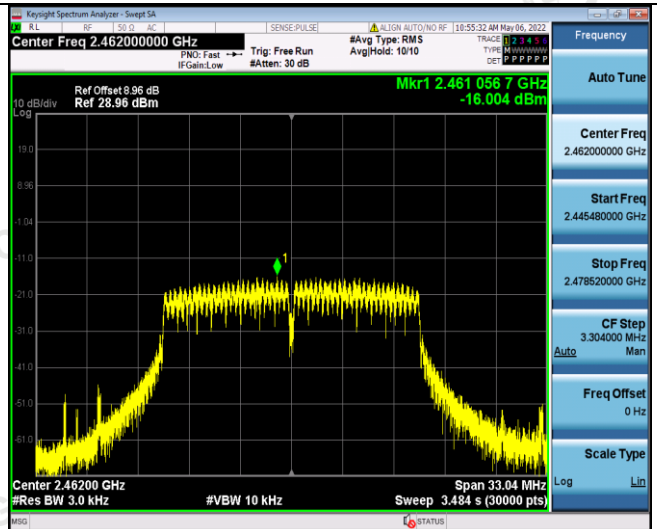 Keysight Spectrum Analyzer - Swept SA
RL RF 50 Ω AC SENSE:PULSE ALIGN AUTO/NO RF 10:55:32 AM May 06, 2022
Center Freq 2.462000000 GHz
PNO: Fast
IFGain:Low
Trig: Free Run
#Atten: 30 dB
#Avg Type: RMS
Avg|Hold: 10/10
TRACE 1 2 3 4 5 6
TYPE M
DET P P P P P P
Ref Offset 8.96 dB
Ref 28.96 dBm
10 dB/div
Log
Mkr1 2.461 056 7 GHz
-16.004 dBm
19.0
8.96
-1.04
-11.0
-21.0
-31.0
-41.0
-51.0
-61.0
1
Center 2.46200 GHz
#Res BW 3.0 kHz
#VBW 10 kHz
Span 33.04 MHz
Sweep 3.484 s (30000 pts)
MSG
STATUS
Frequency
Auto Tune
Center Freq
2.462000000 GHz
Start Freq
2.445480000 GHz
Stop Freq
2.478520000 GHz
CF Step
3.304000 MHz
Auto Man
Freq Offset
0 Hz
Scale Type
Log Lin